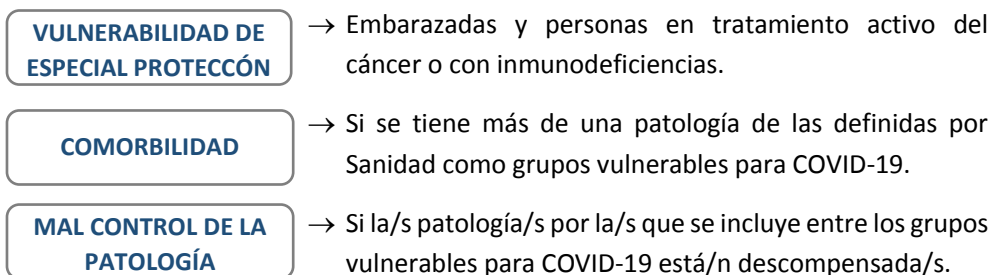 VULNERABILIDAD DE
ESPECIAL PROTECCÓN
→ Embarazadas y personas en tratamiento activo del
cáncer o con inmunodeficiencias.
COMORBILIDAD
→ Si se tiene más de una patología de las definidas por
Sanidad como grupos vulnerables para COVID-19.
MAL CONTROL DE LA
PATOLOGÍA
→ Si la/s patología/s por la/s que se incluye entre los grupos
vulnerables para COVID-19 está/n descompensada/s.